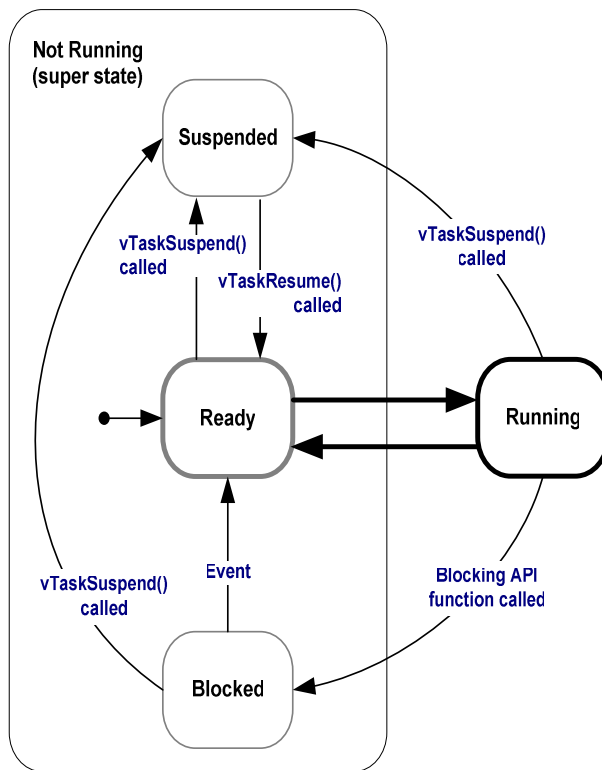 Not Running
(super state)
Suspended
vTaskSuspend()
called
vTaskResume()
called
vTaskSuspend()
called
Ready
Running
Event
vTaskSuspend()
called
Blocking API
function called
Blocked